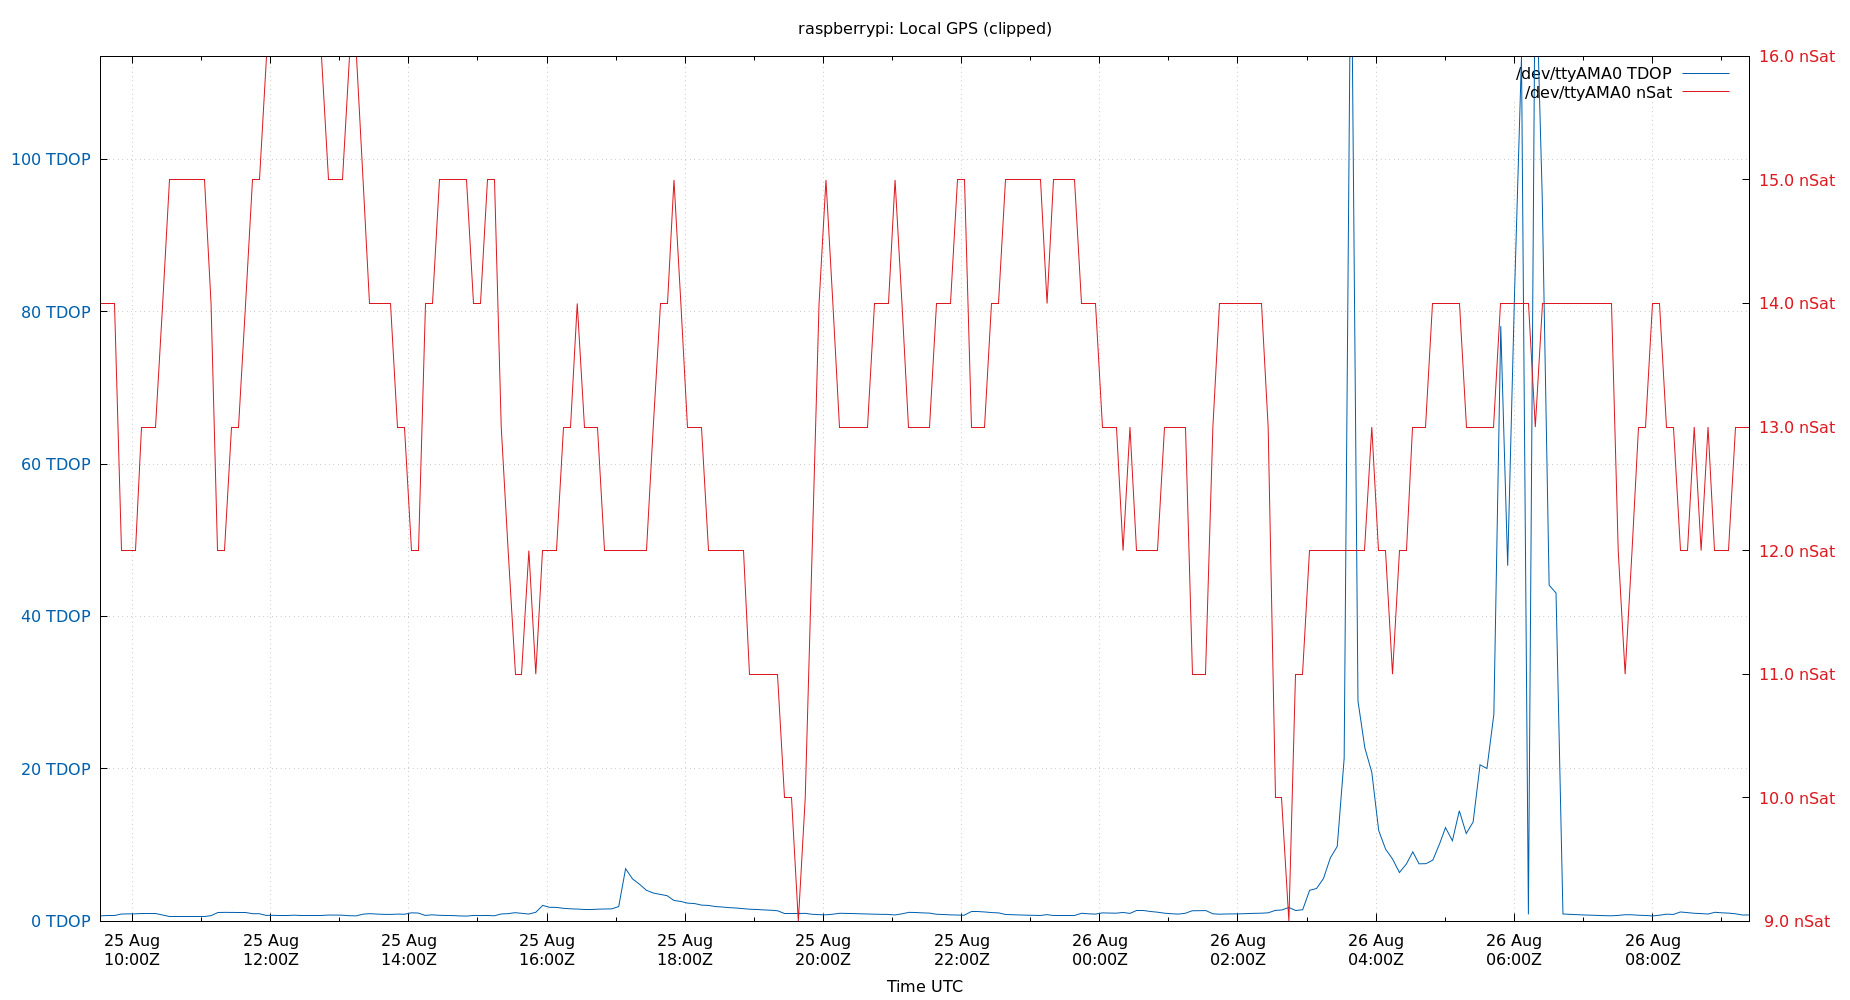 raspberrypi: Local GPS (clipped)
16.0 nSat
/dev/ttyAMA0 TDOP
/dev/ttyAMA0 nSat
100 TDOP
15.0 nSat
80 TDOP
14.0 nSat
13.0 nSat
60 TDOP
12.0 nSat
40 TDOP
11.0 nSat
20 TDOP
10.0 nSat
0 TDOP
9.0 nSat
25 Aug 25 Aug 25 Aug 25 Aug 25 Aug 25 Aug 25 Aug 26 Aug 26 Aug 26 Aug 26 Aug 26 Aug
10:00Z 12:00Z 14:00Z 16:00Z 18:00Z 20:00Z 22:00Z 00:00Z 02:00Z 04:00Z 06:00Z 08:00Z
Time UTC